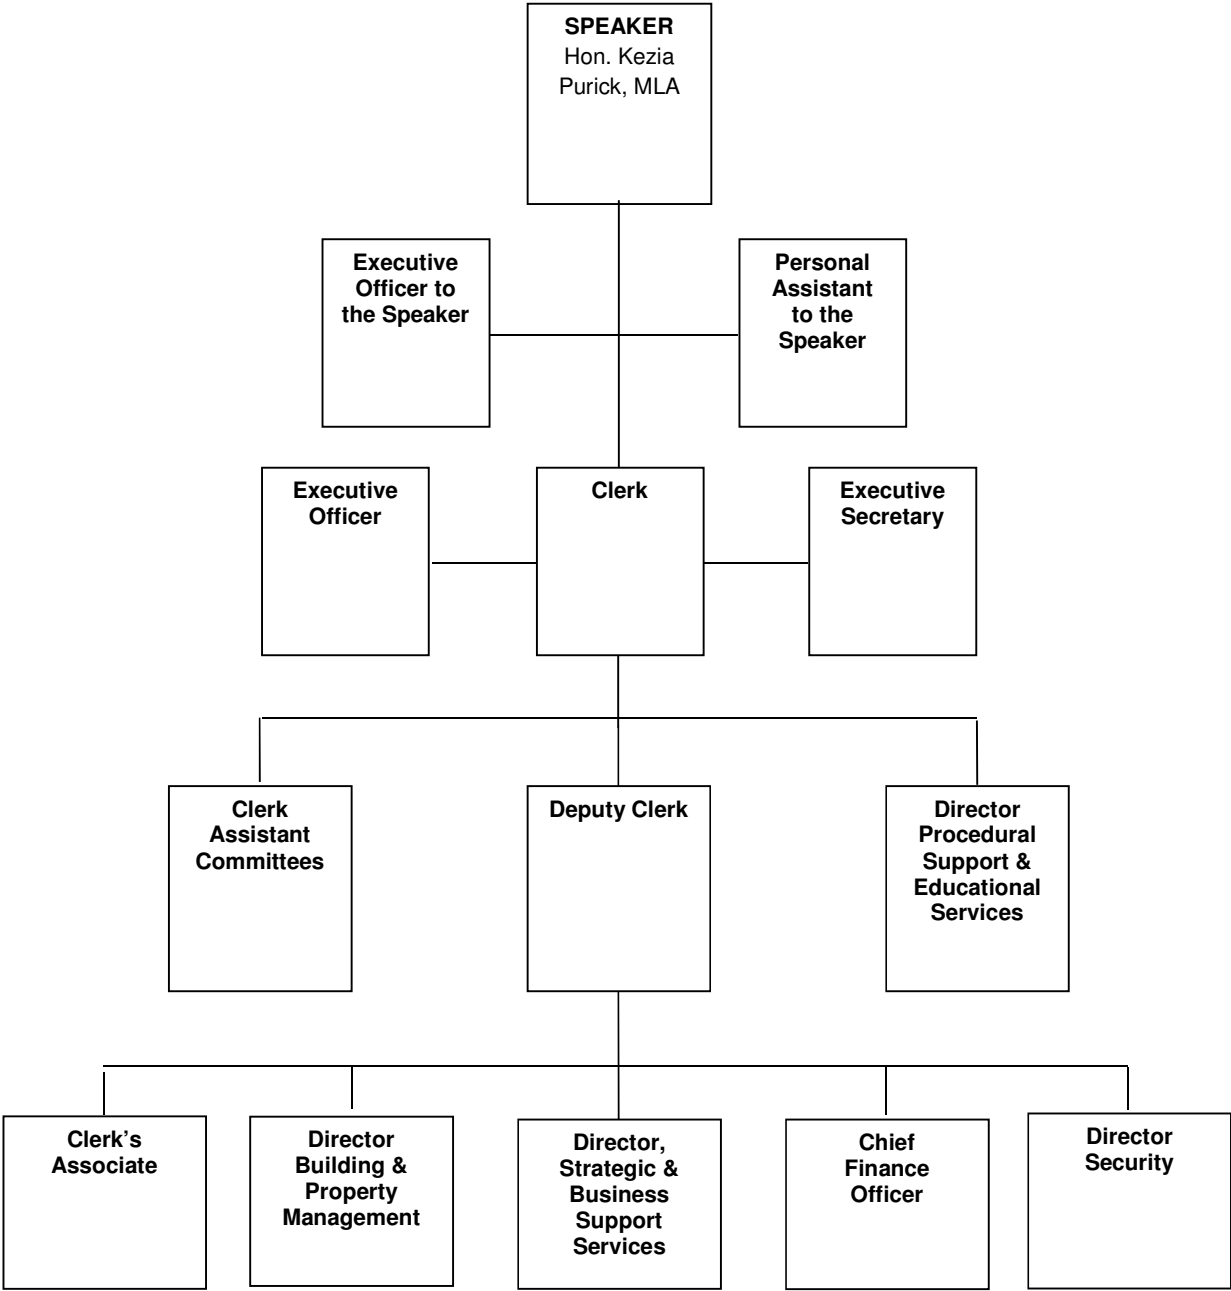 SPEAKER
Hon. Kezia
Purick, MLA
Executive
Officer to
the Speaker
Personal
Assistant
to the
Speaker
Executive
Officer
Clerk
Executive
Secretary
Clerk
Assistant
Committees
Deputy Clerk
Director
Procedural
Support &
Educational
Services
Clerk’s
Associate
Director
Building &
Property
Management
Director,
Strategic &
Business
Support
Services
Chief
Finance
Officer
Director
Security